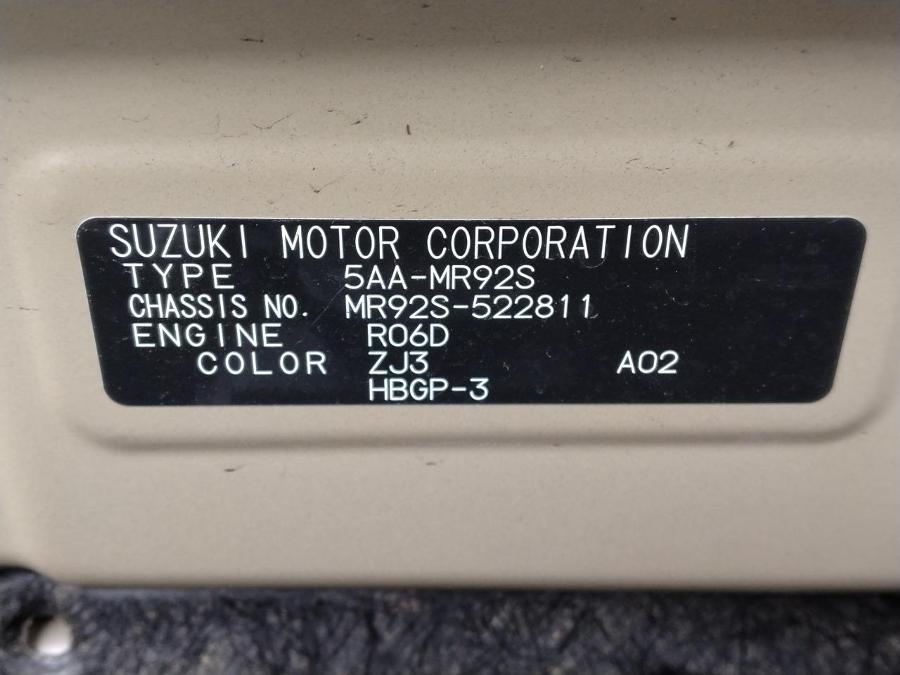 SUZUKI MOTOR CORPORATION
TYPE 5AA-MR92S
CHASSIS NO. MR92S-522811
ENGINE R06D
COLOR ZJ3 A02
HBGP-3